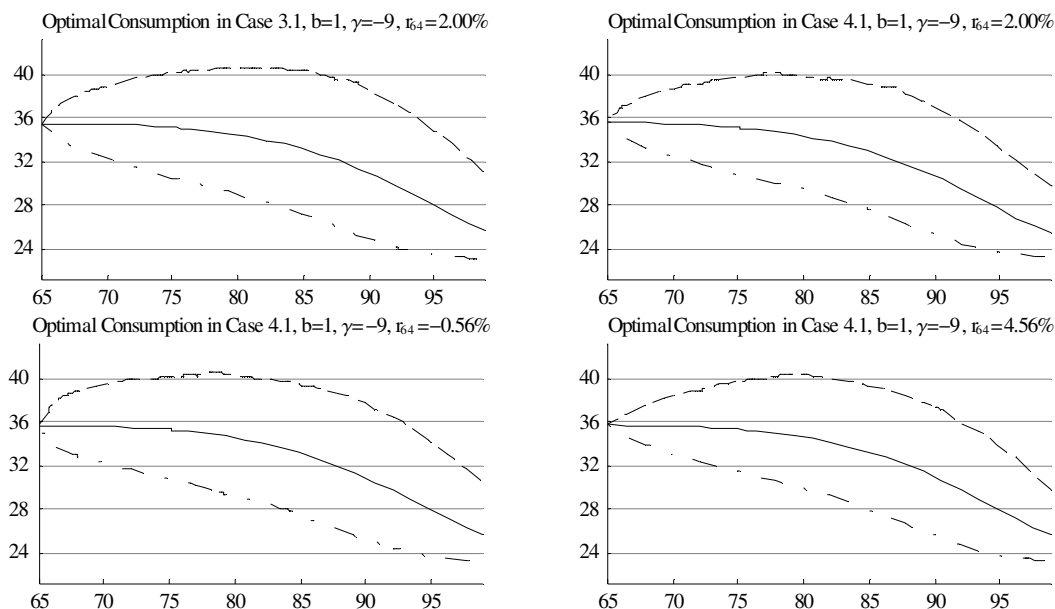 Optimal Consumption in Case 3.1, b=1, γ=−9, r₆₄=2.00%
40
36
32
28
24
65 70 75 80 85 90 95
Optimal Consumption in Case 4.1, b=1, γ=−9, r₆₄=2.00%
40
36
32
28
24
65 70 75 80 85 90 95
Optimal Consumption in Case 4.1, b=1, γ=−9, r₆₄=−0.56%
40
36
32
28
24
65 70 75 80 85 90 95
Optimal Consumption in Case 4.1, b=1, γ=−9, r₆₄=4.56%
40
36
32
28
24
65 70 75 80 85 90 95